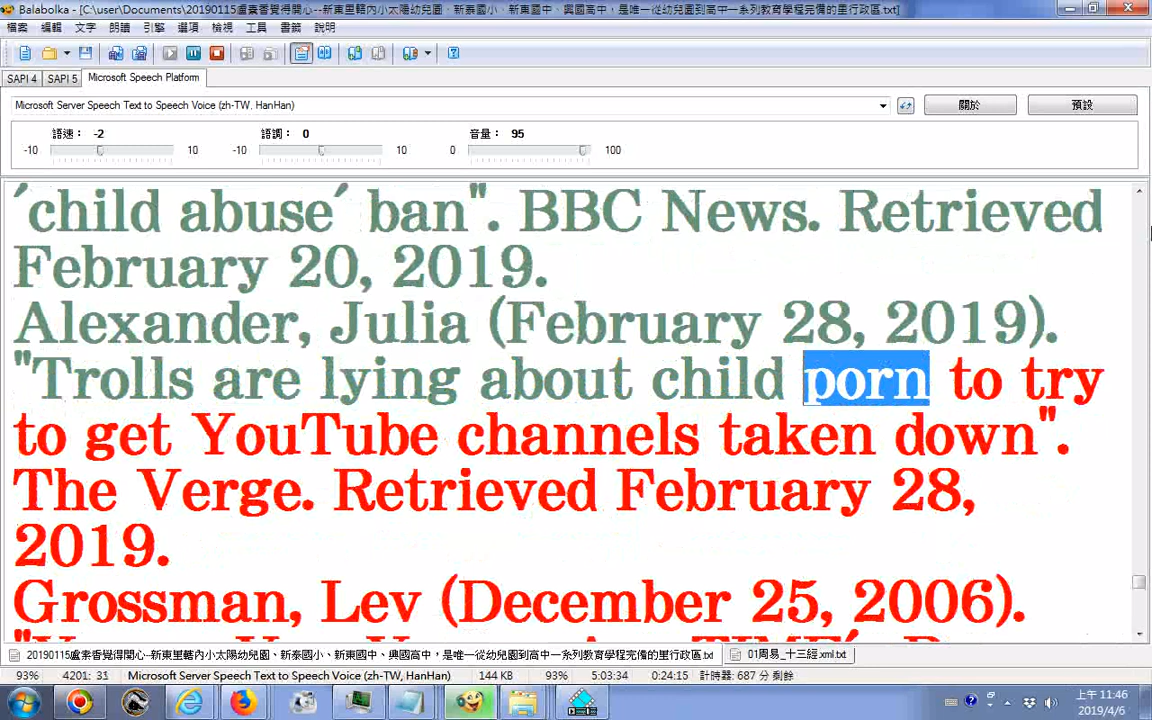 Balabolka - [C:\user\Documents\20190115盧素香覺得開心--新東里轄內小太陽幼兒園、新泰國小、新東國中、興國高中，是唯一從幼兒園到高中一系列教育學程完備的里行政區.txt]
檔案 編輯 文字 朗讀 引擎 選項 檢視 工具 書籤 說明
SAPI 4 SAPI 5 Microsoft Speech Platform
Microsoft Server Speech Text to Speech Voice (zh-TW, HanHan) 關於 預設
語速： -2 語調： 0 音量： 95
-10 10 -10 10 0 100
´child abuse´ ban". BBC News. Retrieved
February 20, 2019.
Alexander, Julia (February 28, 2019).
"Trolls are lying about child porn to try
to get YouTube channels taken down".
The Verge. Retrieved February 28,
2019.
Grossman, Lev (December 25, 2006).
20190115盧素香覺得開心--新東里轄內小太陽幼兒園、新泰國小、新東國中、興國高中，是唯一從幼兒園到高中一系列教育學程完備的里行政區.txt 01周易_十三經.xml.txt
93% 4201: 31 Microsoft Server Speech Text to Speech Voice (zh-TW, HanHan) 144 KB 93% 5:03:34 0:24:15 計時器: 687 分 剩餘
上午 11:46
2019/4/6